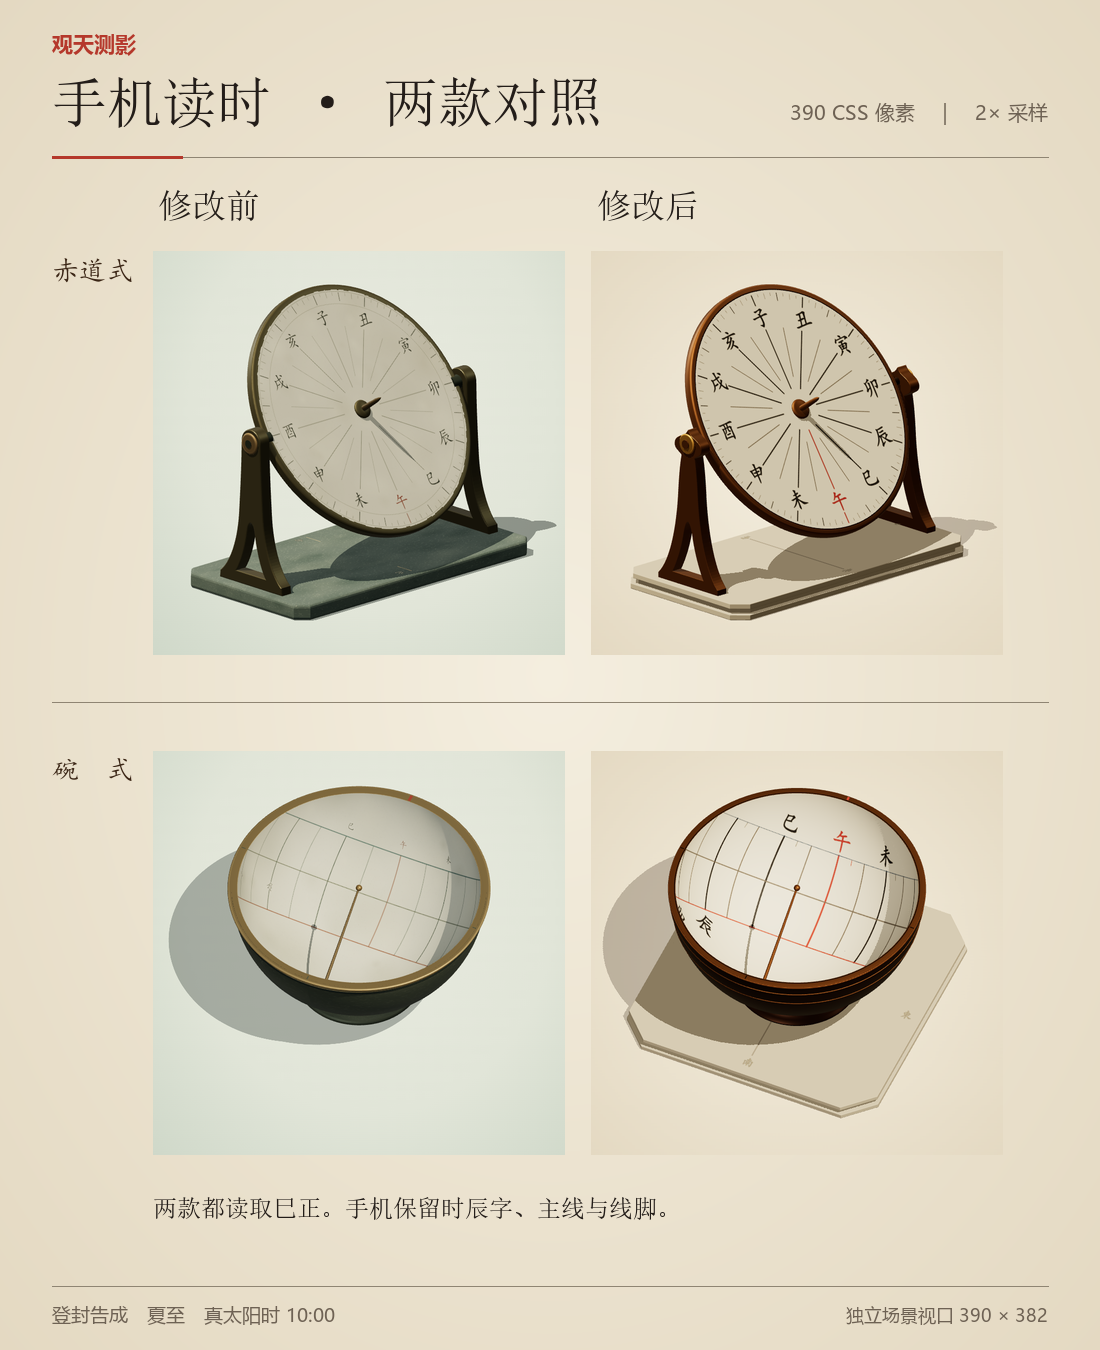 观天测影
手机读时 · 两款对照
390 CSS 像素 | 2× 采样
修改前
修改后
赤道式
子 丑 寅 卯 辰 巳 午 未 申 酉 戌 亥
子 丑 寅 卯 辰 巳 午 未 申 酉 戌 亥
碗 式
巳 午
巳 午 未
辰
南
两款都读取巳正。手机保留时辰字、主线与线脚。
登封告成 夏至 真太阳时 10:00
独立场景视口 390 × 382